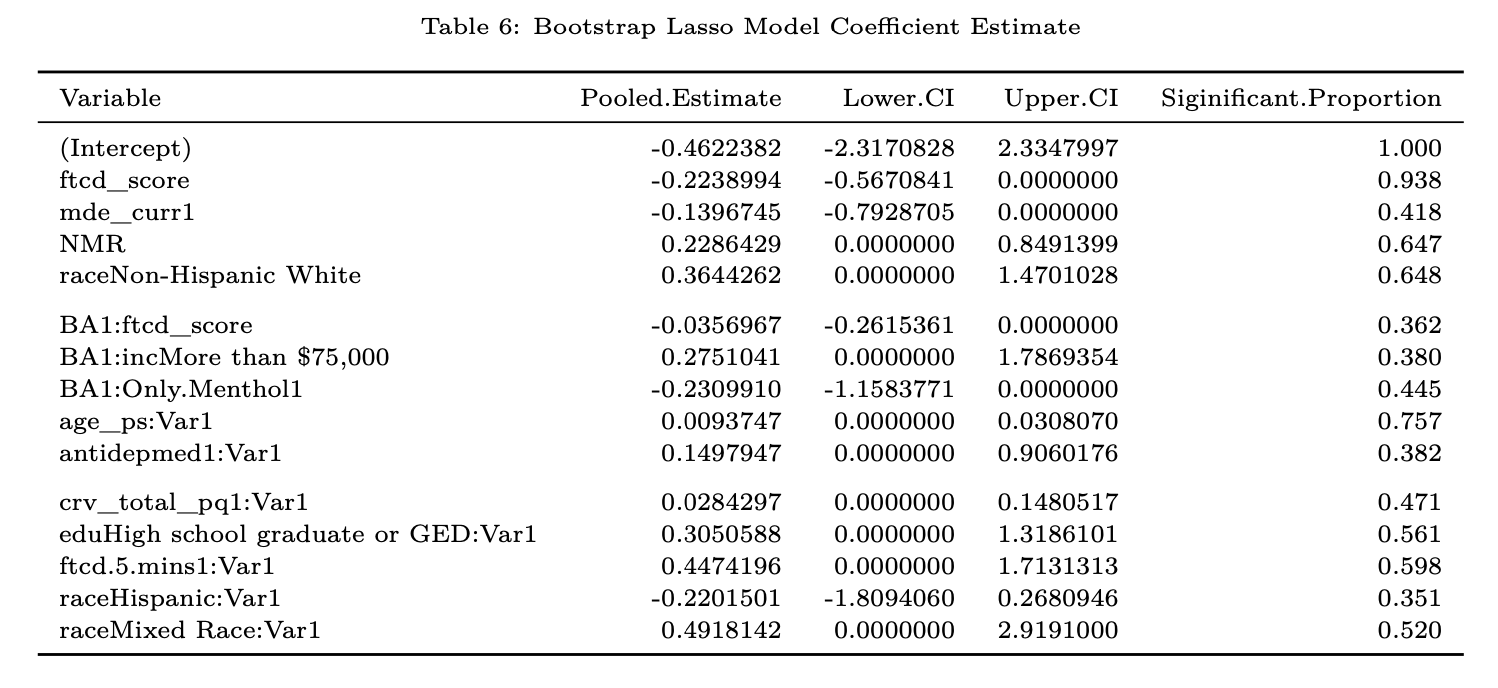 Table 6: Bootstrap Lasso Model Coefficient Estimate
Variable Pooled.Estimate Lower.CI Upper.CI Siginificant.Proportion
(Intercept) -0.4622382 -2.3170828 2.3347997 1.000
ftcd_score -0.2238994 -0.5670841 0.0000000 0.938
mde_curr1 -0.1396745 -0.7928705 0.0000000 0.418
NMR 0.2286429 0.0000000 0.8491399 0.647
raceNon-Hispanic White 0.3644262 0.0000000 1.4701028 0.648
BA1:ftcd_score -0.0356967 -0.2615361 0.0000000 0.362
BA1:incMore than $75,000 0.2751041 0.0000000 1.7869354 0.380
BA1:Only.Menthol1 -0.2309910 -1.1583771 0.0000000 0.445
age_ps:Var1 0.0093747 0.0000000 0.0308070 0.757
antidepmed1:Var1 0.1497947 0.0000000 0.9060176 0.382
crv_total_pq1:Var1 0.0284297 0.0000000 0.1480517 0.471
eduHigh school graduate or GED:Var1 0.3050588 0.0000000 1.3186101 0.561
ftcd.5.mins1:Var1 0.4474196 0.0000000 1.7131313 0.598
raceHispanic:Var1 -0.2201501 -1.8094060 0.2680946 0.351
raceMixed Race:Var1 0.4918142 0.0000000 2.9191000 0.520